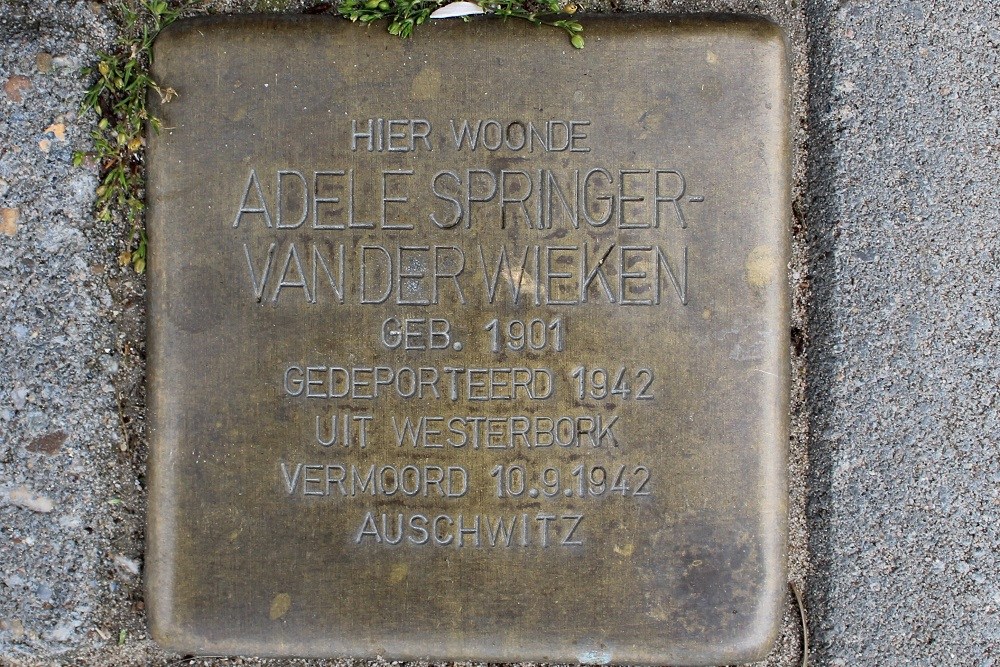 HIER WOONDE
ADELE SPRINGER-
VAN DER WIEKEN
GEB. 1901
GEDEPORTEERD 1942
UIT WESTERBORK
VERMOORD 10.9.1942
AUSCHWITZ